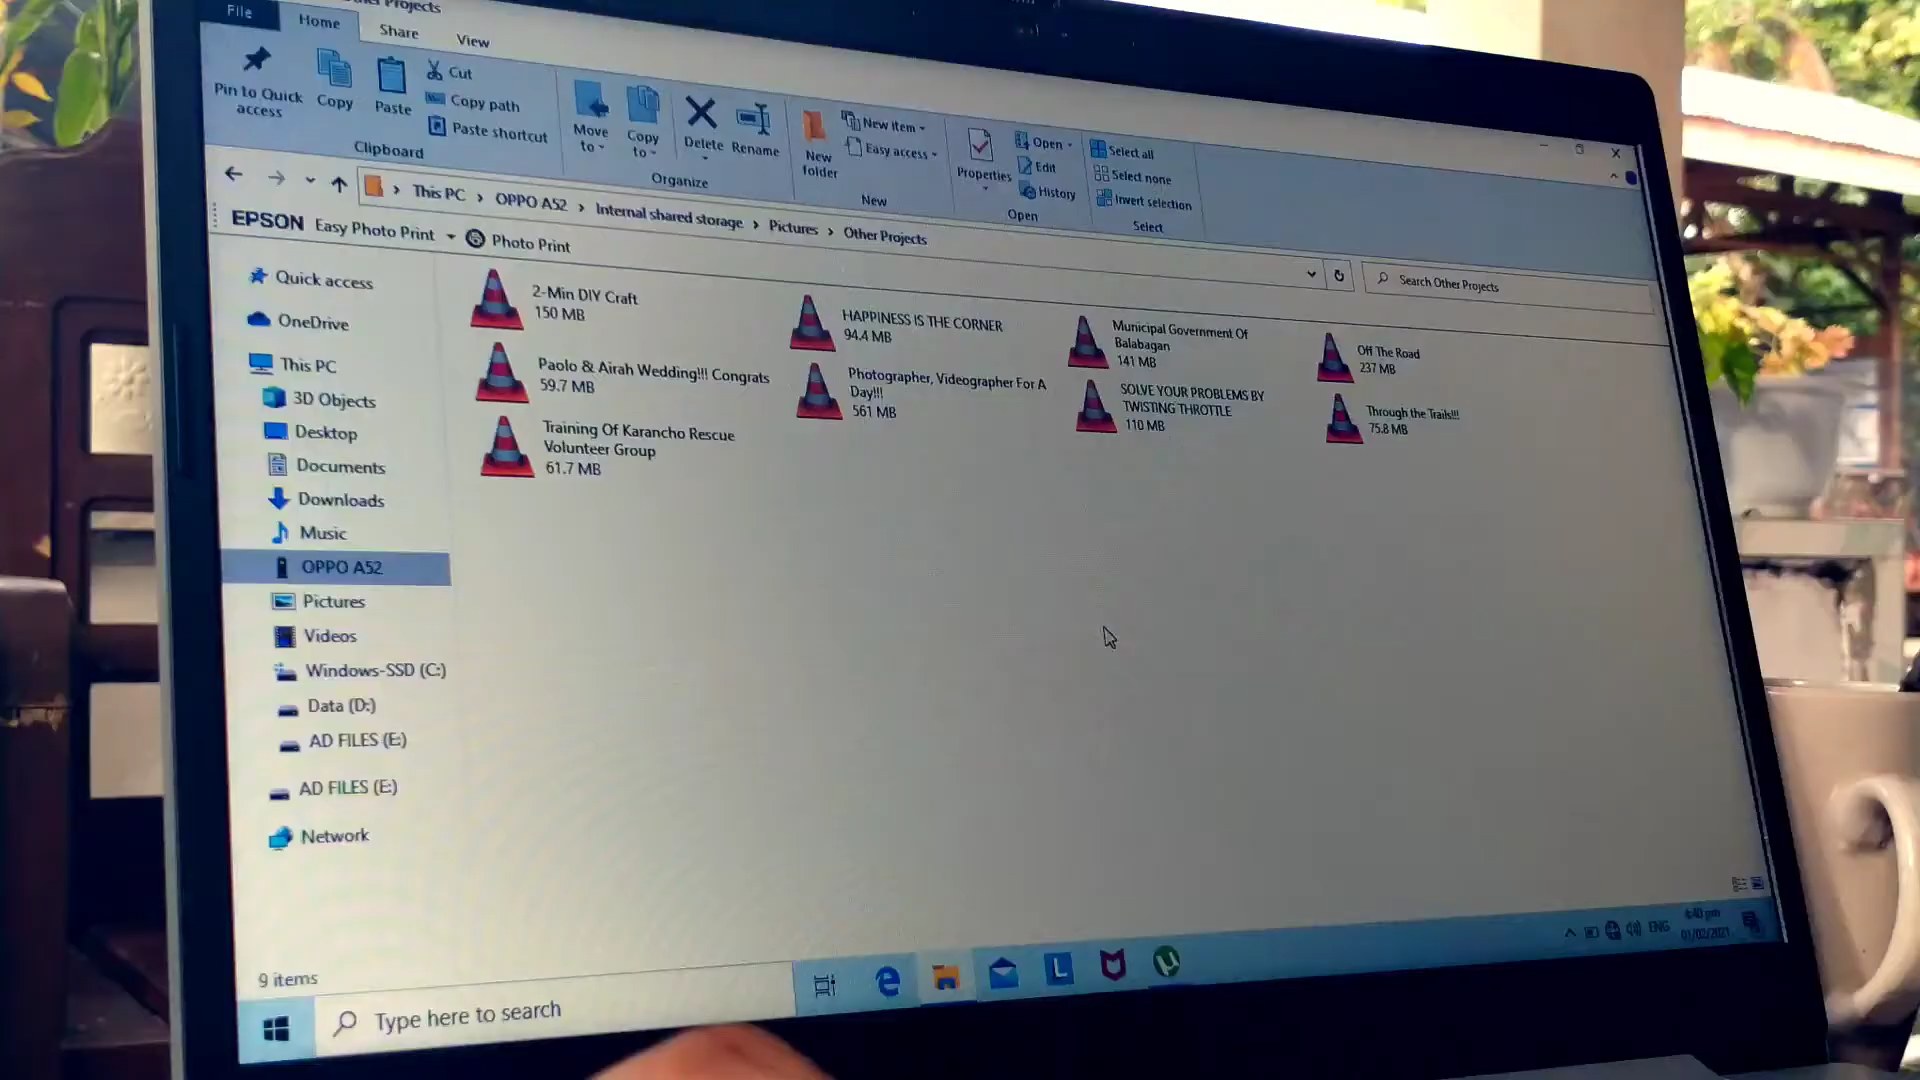 Other Projects
File
Home
Share
View
Pin to Quick access
Copy
Paste
Cut
Copy path
Paste shortcut
Clipboard
Move to
Copy to
Delete
Rename
Organize
New folder
New item
Easy access
New
Properties
Open
Edit
History
Open
Select all
Select none
Invert selection
Select
This PC > OPPO A52 > Internal shared storage > Pictures > Other Projects
Search Other Projects
EPSON Easy Photo Print
Photo Print
Quick access
OneDrive
This PC
3D Objects
Desktop
Documents
Downloads
Music
OPPO A52
Pictures
Videos
Windows-SSD (C:)
Data (D:)
AD FILES (E:)
AD FILES (E:)
Network
2-Min DIY Craft
150 MB
HAPPINESS IS THE CORNER
94.4 MB
Municipal Government Of
Balabagan
141 MB
Off The Road
237 MB
Paolo & Airah Wedding!!! Congrats
59.7 MB
Photographer, Videographer For A
Day!!!
561 MB
SOLVE YOUR PROBLEMS BY
TWISTING THROTTLE
110 MB
Through the Trails!!!
75.8 MB
Training Of Karancho Rescue
Volunteer Group
61.7 MB
9 items
Type here to search
L
ENG
4:40 pm
01/02/2021